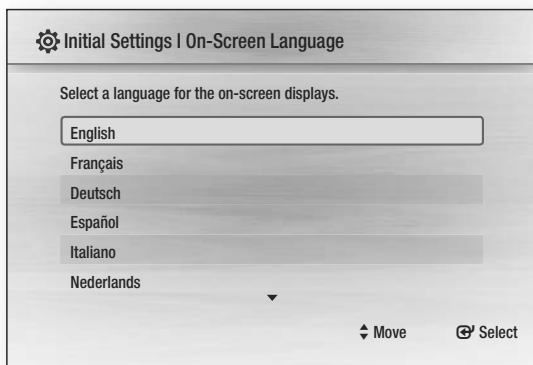 Initial Settings I On-Screen Language
Select a language for the on-screen displays.
English
Français
Deutsch
Español
Italiano
Nederlands
Move Select